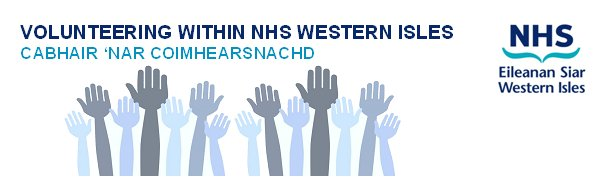 VOLUNTEERING WITHIN NHS WESTERN ISLES
CABHAIR ‘NAR COIMHEARSNACHD
NHS
Eileanan Siar
Western Isles